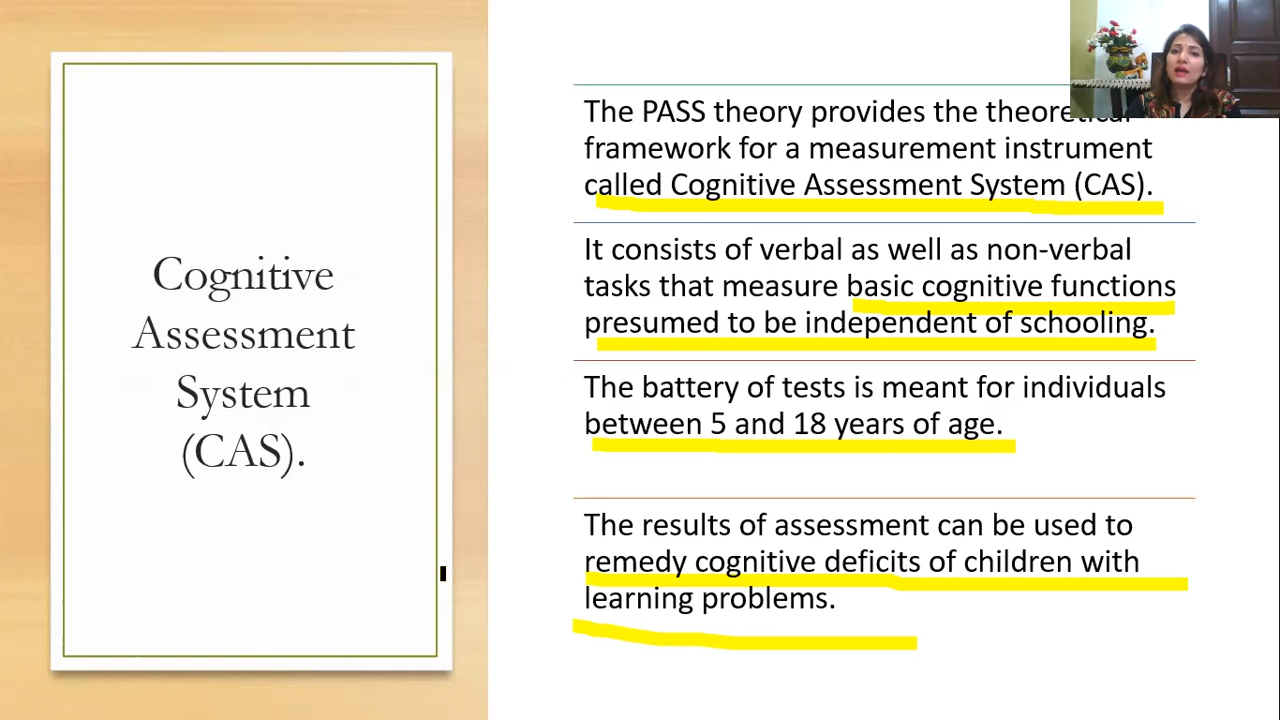 Cognitive
Assessment
System
(CAS).
The PASS theory provides the theoretical
framework for a measurement instrument
called Cognitive Assessment System (CAS).
It consists of verbal as well as non-verbal
tasks that measure basic cognitive functions
presumed to be independent of schooling.
The battery of tests is meant for individuals
between 5 and 18 years of age.
The results of assessment can be used to
remedy cognitive deficits of children with
learning problems.